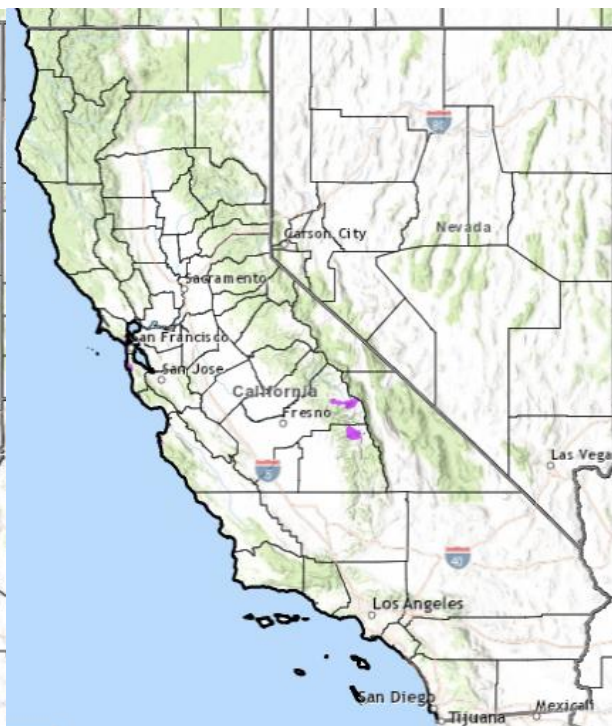 80
Nevada
Carson City
Sacramento
San Francisco
San Jose
California
Fresno
5
Las Vega
40
Los Angeles
San Diego
Tijuana
Mexicali